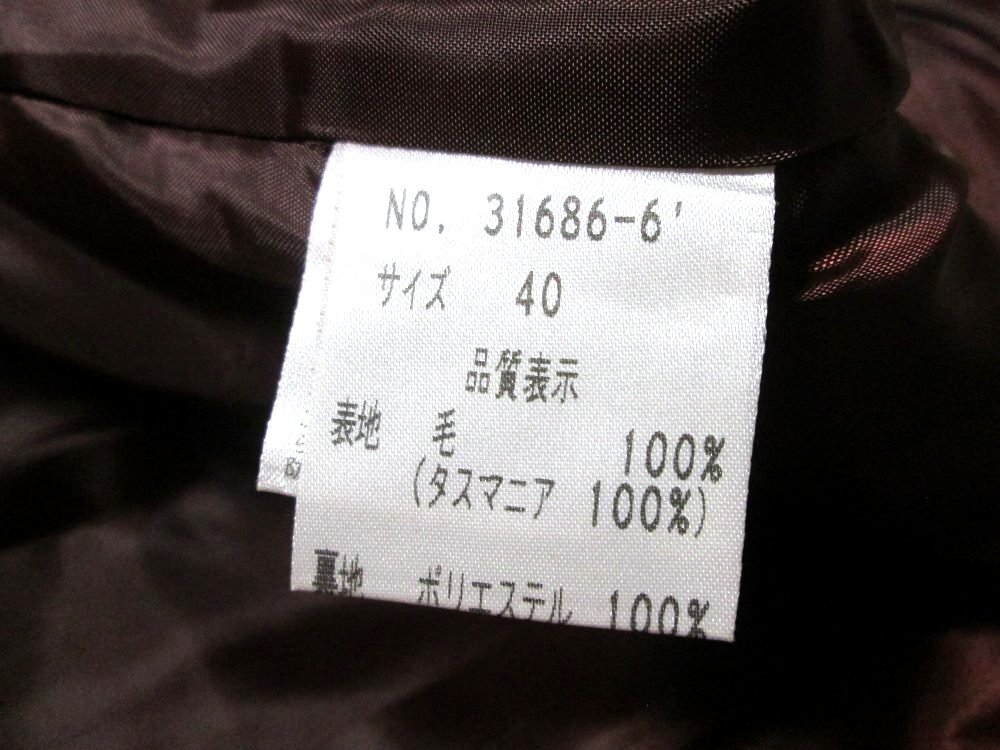 NO. 31686-6'
サイズ 40
品質表示
表地 毛 100%
(タスマニア 100%)
裏地 ポリエステル 100%